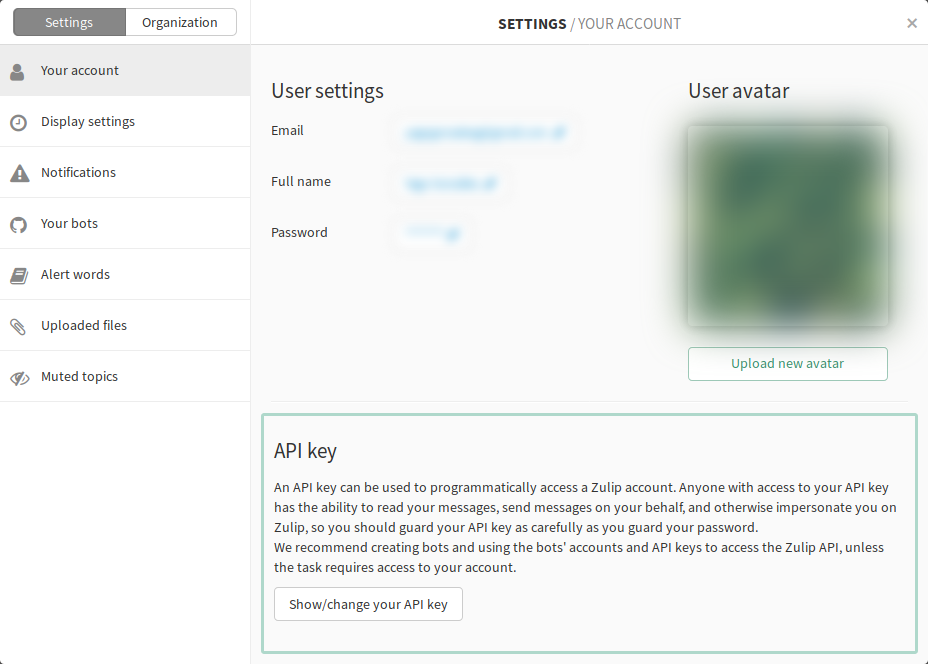 Settings
Organization
SETTINGS / YOUR ACCOUNT
×
Your account
Display settings
Notifications
Your bots
Alert words
Uploaded files
Muted topics
User settings
Email
Full name
Password
User avatar
Upload new avatar
API key
An API key can be used to programmatically access a Zulip account. Anyone with access to your API key
has the ability to read your messages, send messages on your behalf, and otherwise impersonate you on
Zulip, so you should guard your API key as carefully as you guard your password.
We recommend creating bots and using the bots' accounts and API keys to access the Zulip API, unless
the task requires access to your account.
Show/change your API key